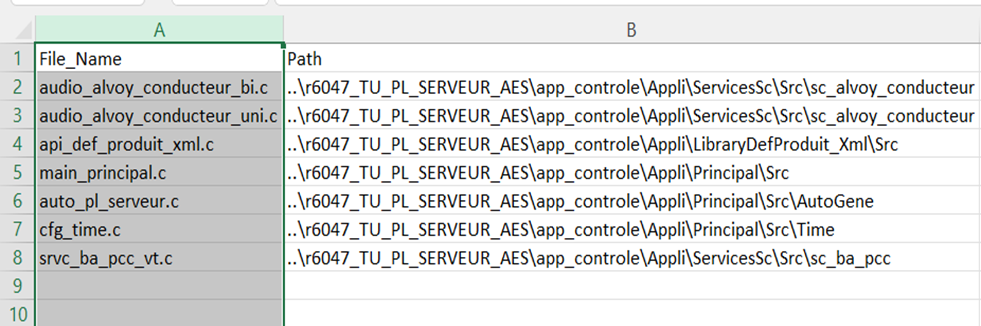 A B
1 File_Name Path
2 audio_alvoy_conducteur_bi.c ..\r6047_TU_PL_SERVEUR_AES\app_controle\Appli\ServicesSc\Src\sc_alvoy_conducteur
3 audio_alvoy_conducteur_uni.c ..\r6047_TU_PL_SERVEUR_AES\app_controle\Appli\ServicesSc\Src\sc_alvoy_conducteur
4 api_def_produit_xml.c ..\r6047_TU_PL_SERVEUR_AES\app_controle\Appli\LibraryDefProduit_Xml\Src
5 main_principal.c ..\r6047_TU_PL_SERVEUR_AES\app_controle\Appli\Principal\Src
6 auto_pl_serveur.c ..\r6047_TU_PL_SERVEUR_AES\app_controle\Appli\Principal\Src\AutoGene
7 cfg_time.c ..\r6047_TU_PL_SERVEUR_AES\app_controle\Appli\Principal\Src\Time
8 srvc_ba_pcc_vt.c ..\r6047_TU_PL_SERVEUR_AES\app_controle\Appli\ServicesSc\Src\sc_ba_pcc
9
10